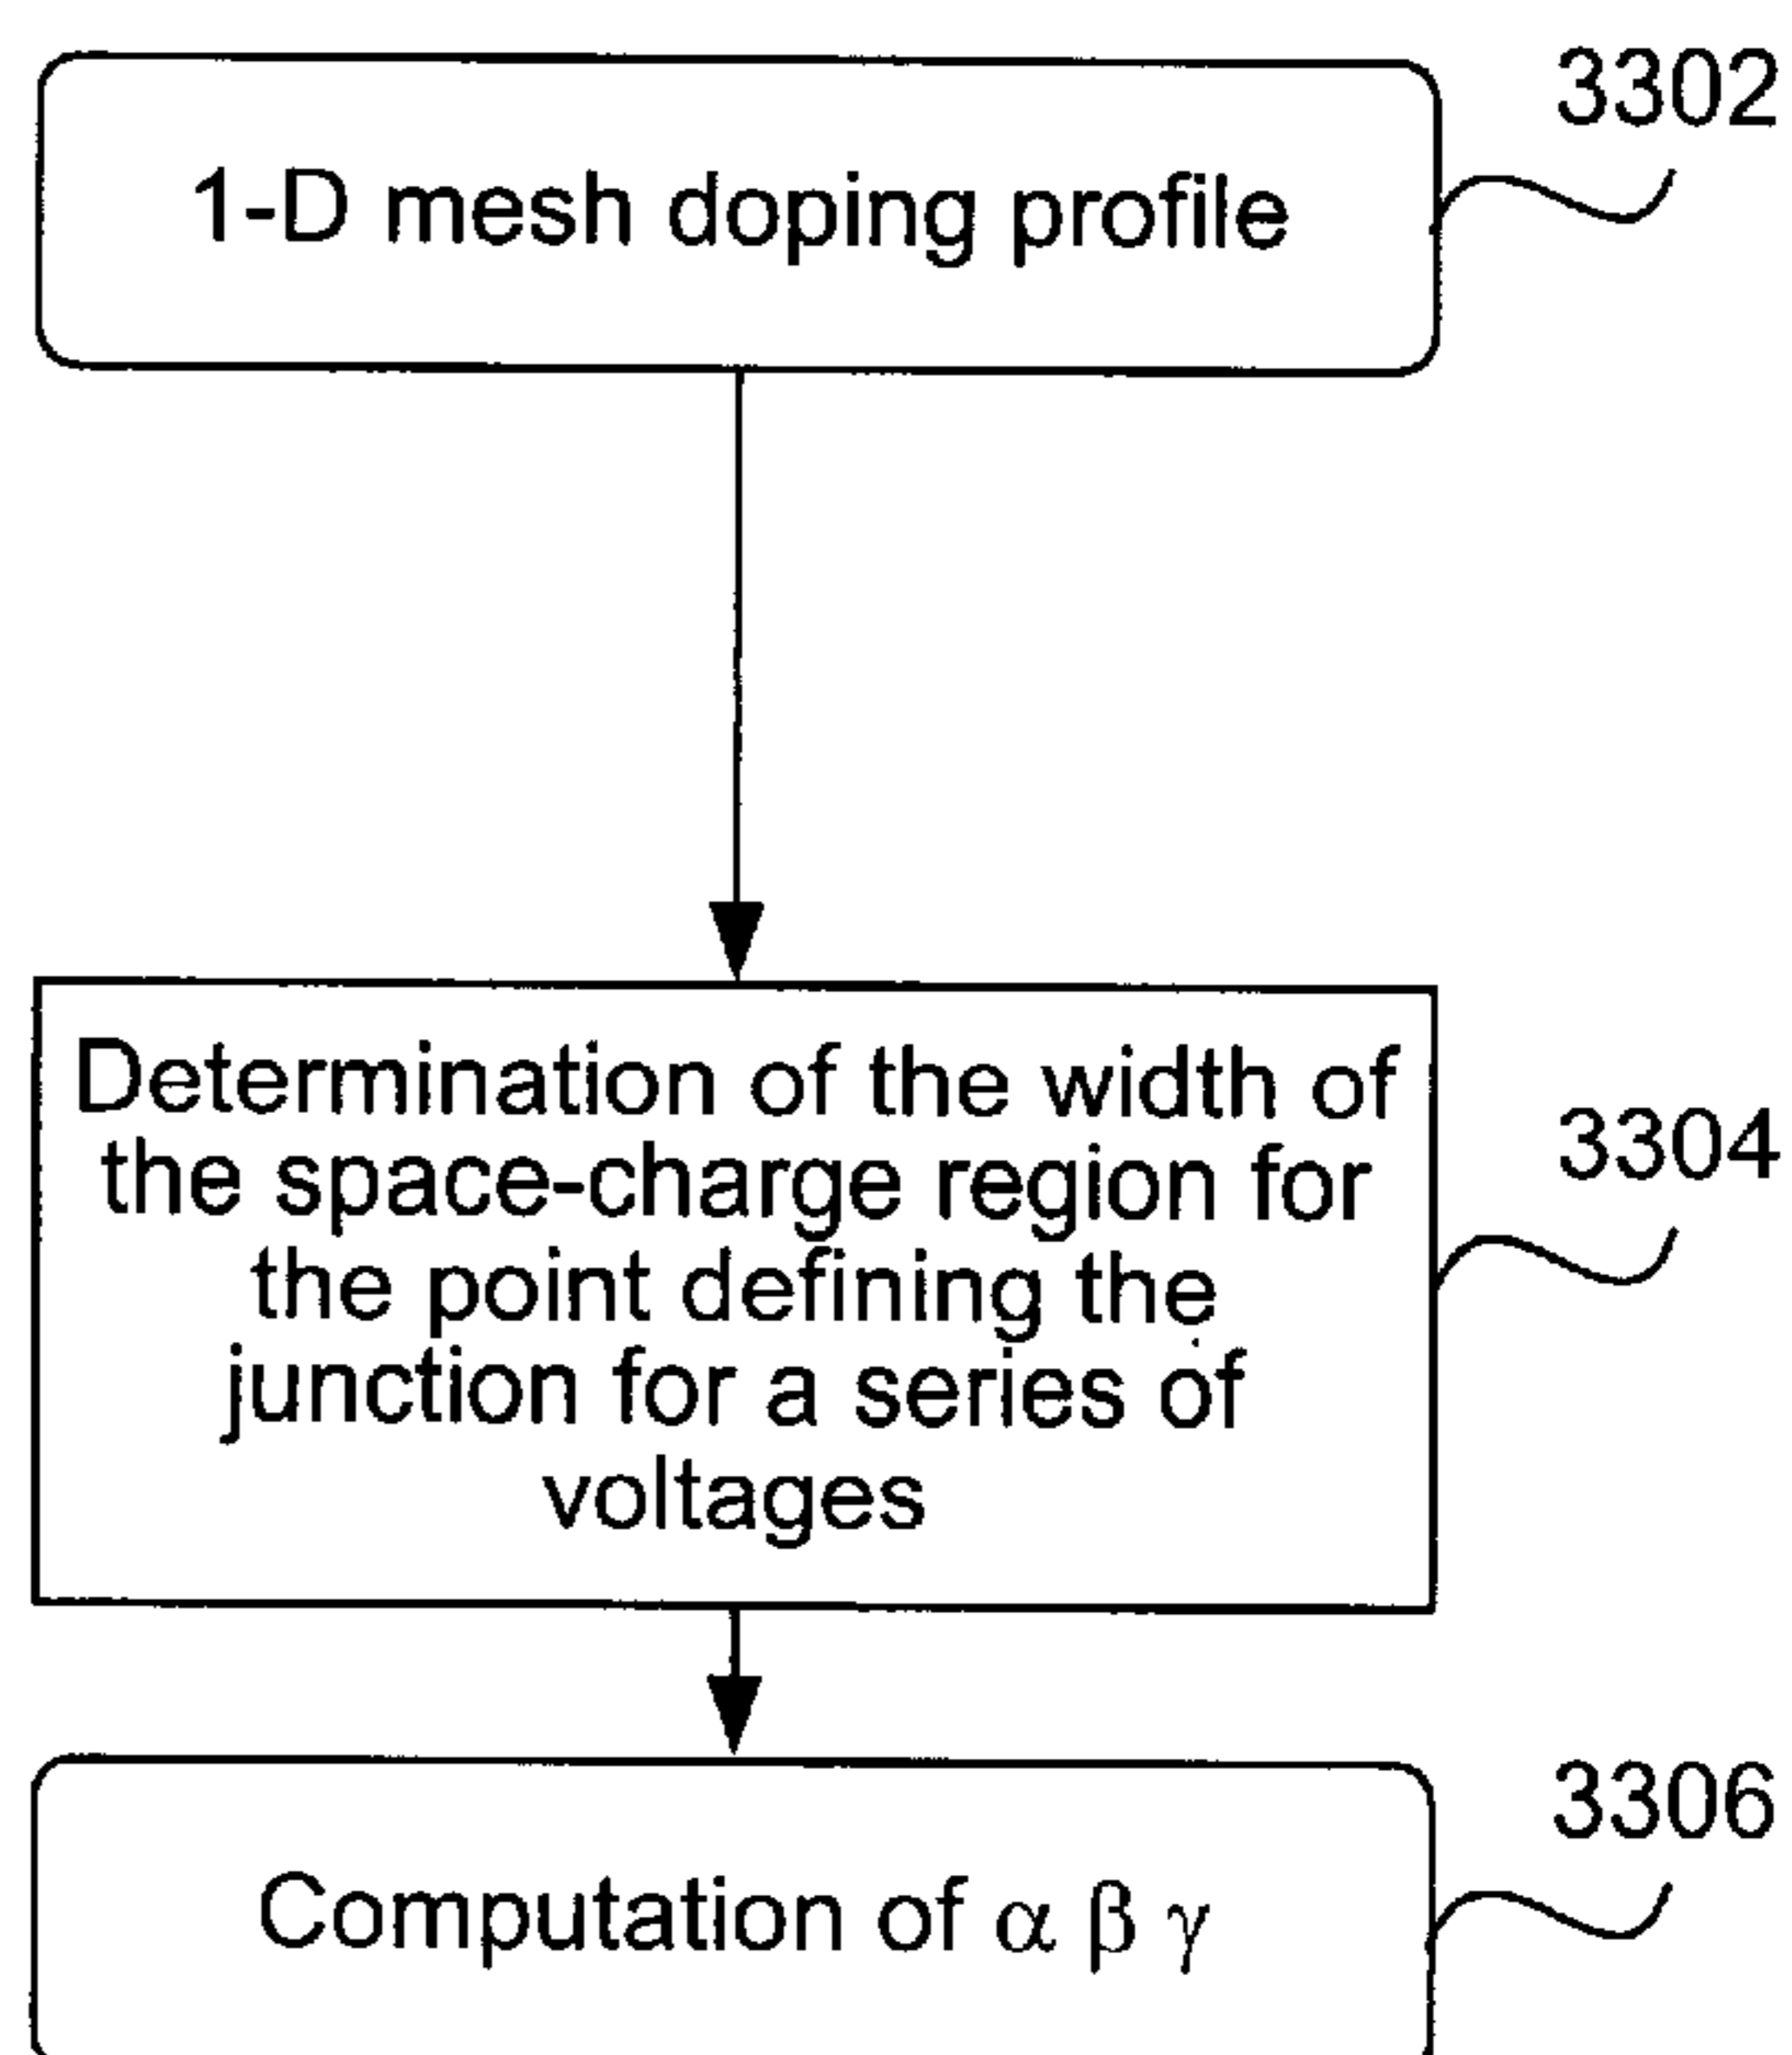 3302
1-D mesh doping profile
Determination of the width of
the space-charge region for
the point defining the
junction for a series of
voltages
3304
3306
Computation of α β γ